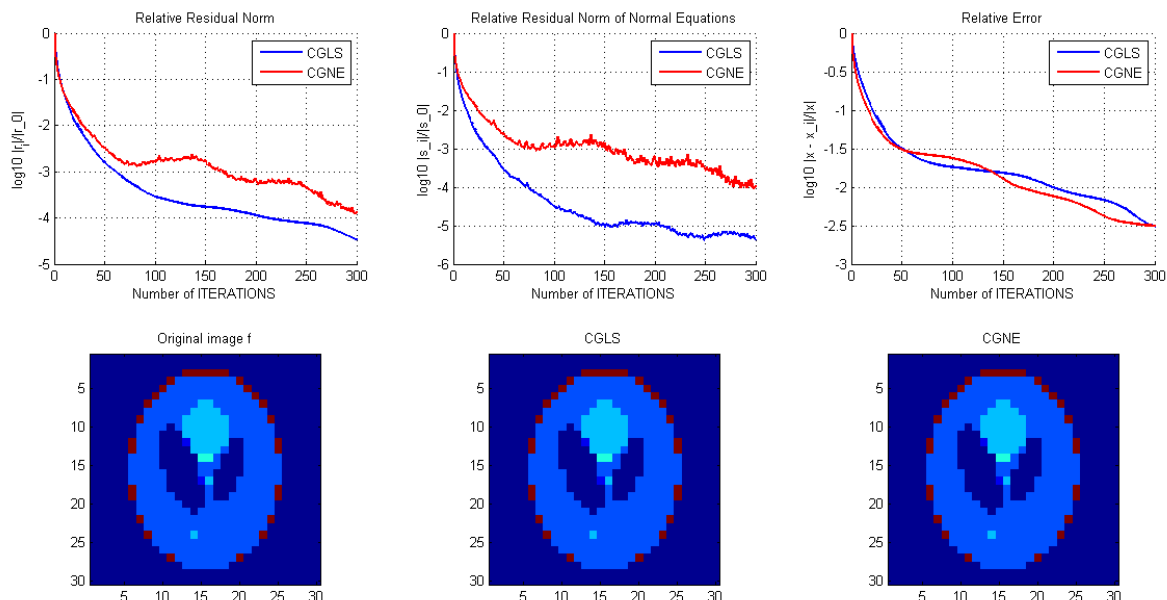 Relative Residual Norm
log10 |r_i|/|r_0|
0
-1
-2
-3
-4
-5
0 50 100 150 200 250 300
Number of ITERATIONS
CGLS
CGNE
Relative Residual Norm of Normal Equations
log10 |s_i|/|s_0|
0
-1
-2
-3
-4
-5
-6
0 50 100 150 200 250 300
Number of ITERATIONS
CGLS
CGNE
Relative Error
log10 |x - x_i|/|x|
0
-0.5
-1
-1.5
-2
-2.5
-3
0 50 100 150 200 250 300
Number of ITERATIONS
CGLS
CGNE
Original image f
5
10
15
20
25
30
5 10 15 20 25 30
CGLS
5
10
15
20
25
30
5 10 15 20 25 30
CGNE
5
10
15
20
25
30
5 10 15 20 25 30